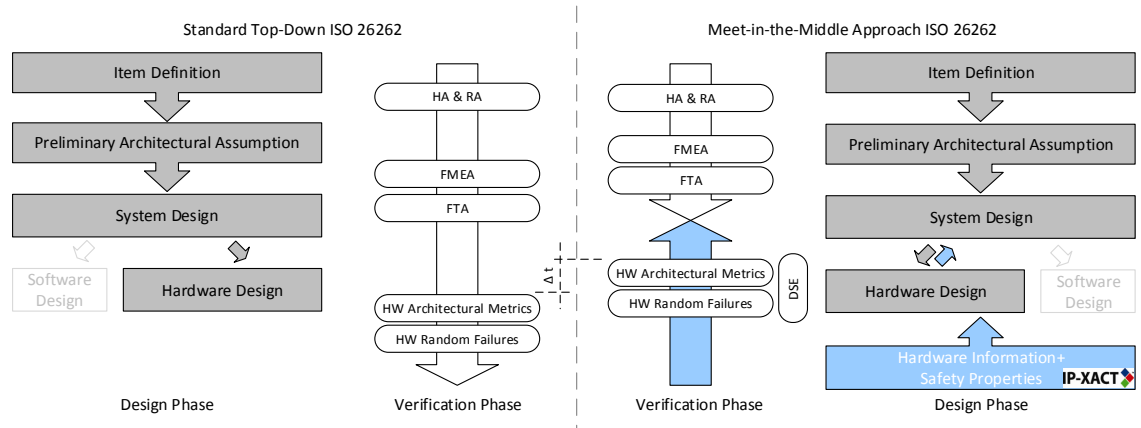 Standard Top-Down ISO 26262
Item Definition
Preliminary Architectural Assumption
System Design
Software
Design
Hardware Design
Design Phase
HA & RA
FMEA
FTA
HW Architectural Metrics
HW Random Failures
Verification Phase
Δ t
Meet-in-the-Middle Approach ISO 26262
HA & RA
FMEA
FTA
HW Architectural Metrics
HW Random Failures
DSE
Verification Phase
Item Definition
Preliminary Architectural Assumption
System Design
Hardware Design
Software
Design
Hardware Information+
Safety Properties
IP-XACT
Design Phase